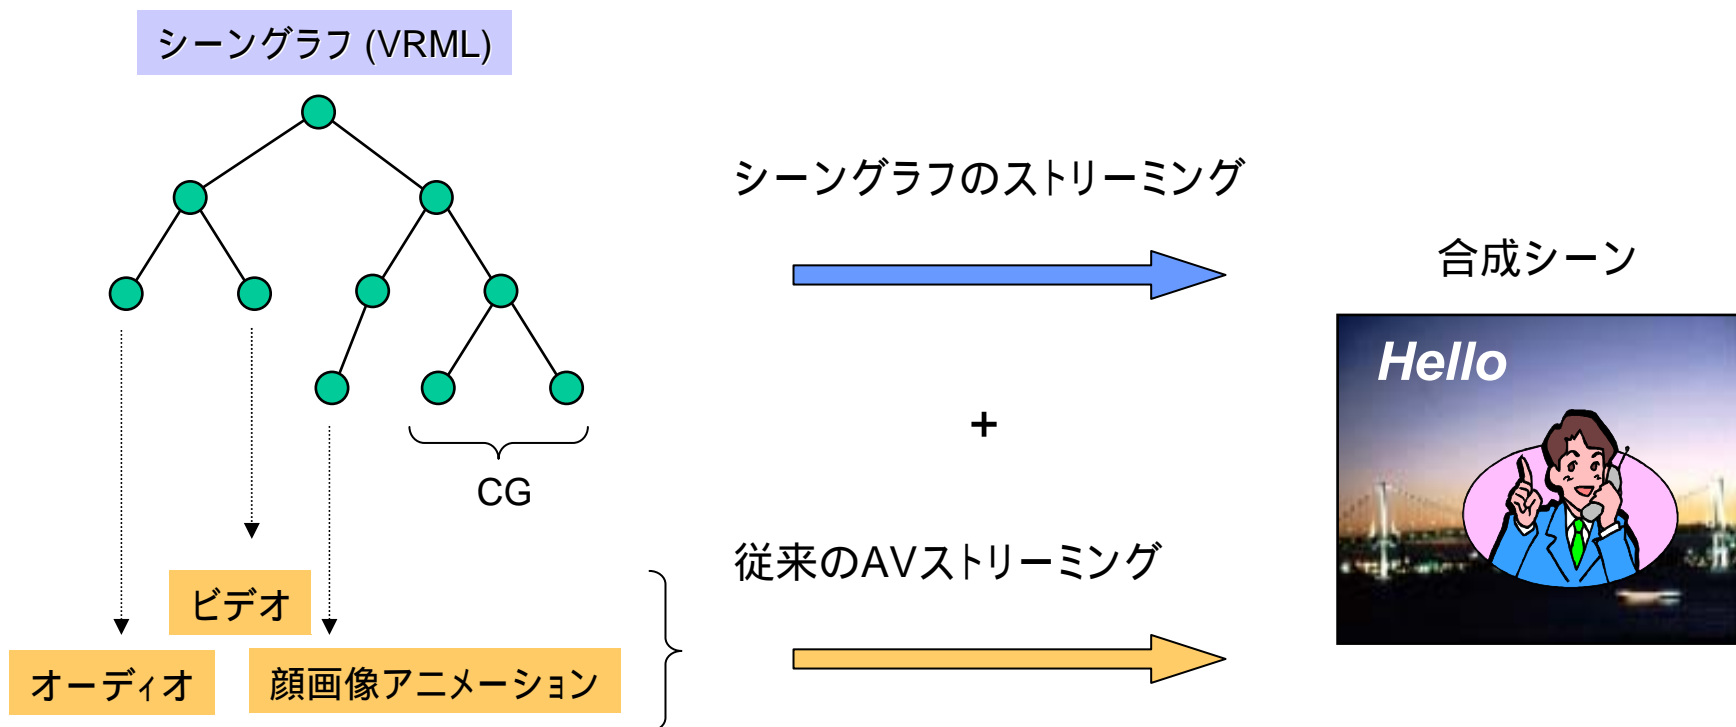 シーングラフ (VRML)
シーングラフのストリーミング
合成シーン
Hello
+
CG
従来のAVストリーミング
ビデオ
オーディオ
顔画像アニメーション